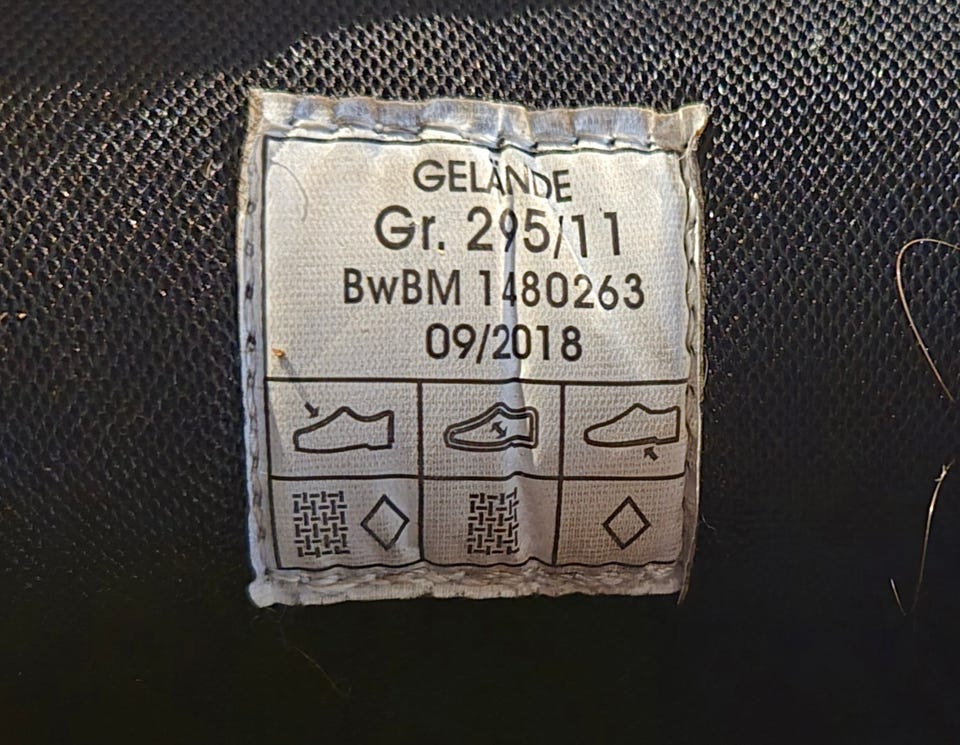 GELÄNDE
Gr. 295/11
BwBM 1480263
09/2018